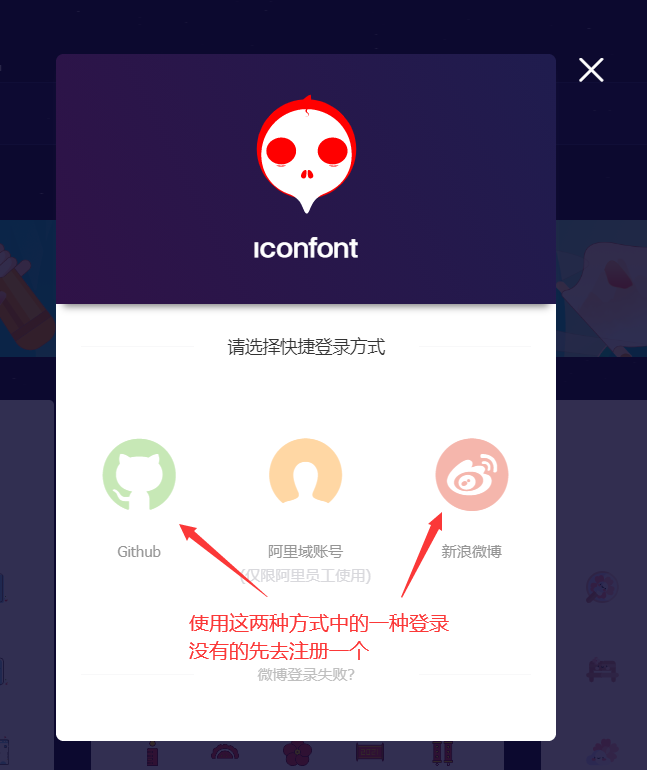 iconfont
请选择快捷登录方式
Github
阿里域账号
新浪微博
(仅限阿里员工使用)
使用这两种方式中的一种登录
没有的先去注册一个
微博登录失败?